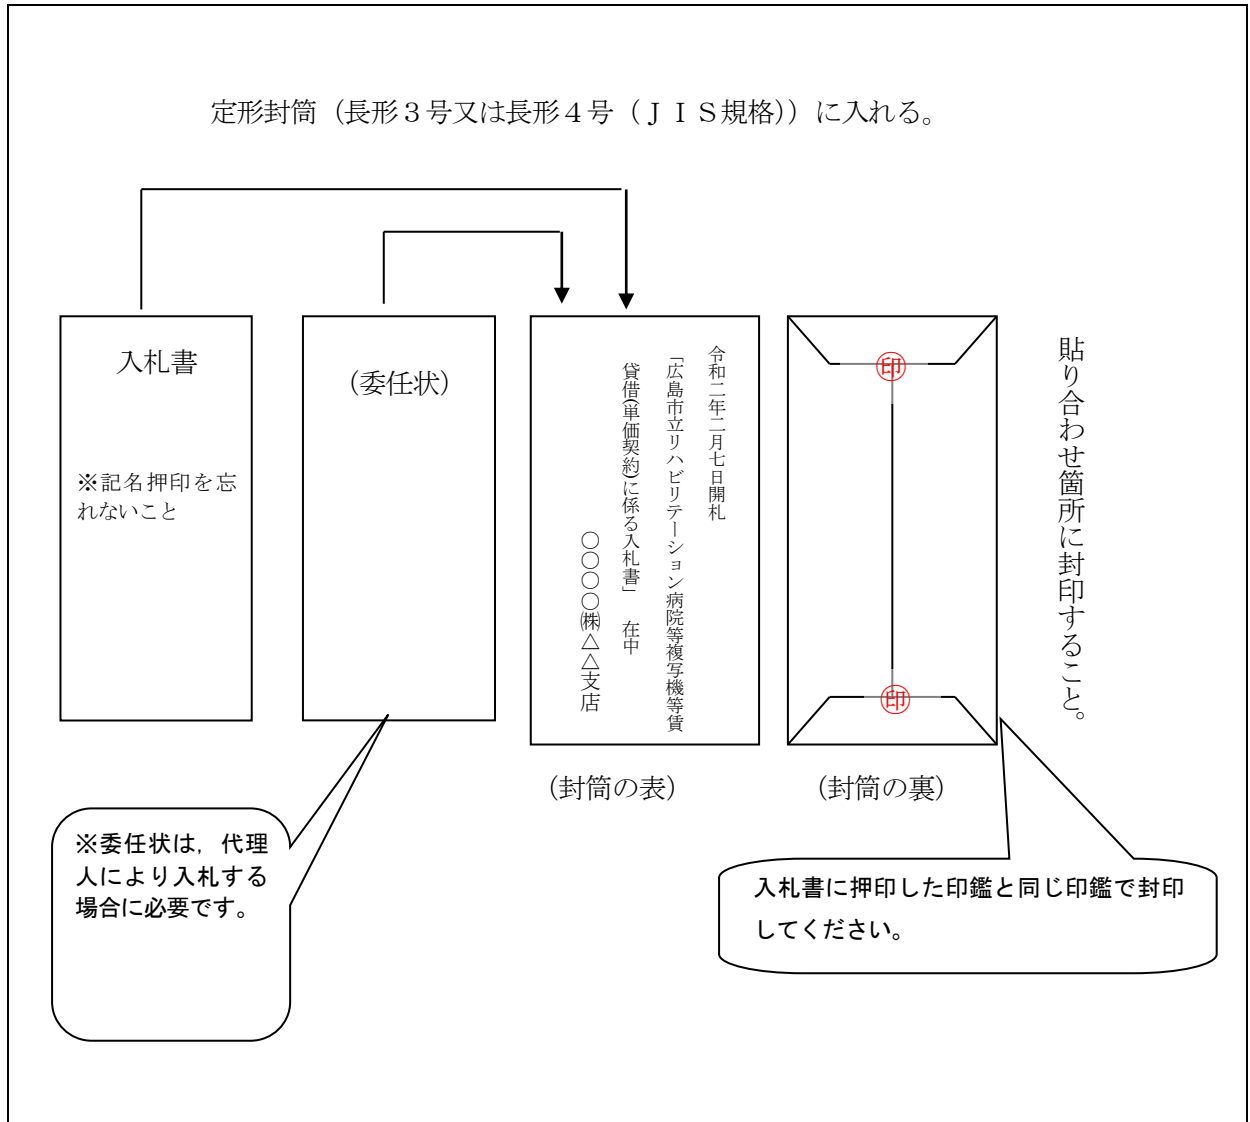 定形封筒（長形３号又は長形４号（ＪＩＳ規格））に入れる。
入札書
※記名押印を忘
れないこと
（委任状）
令和二年二月七日開札
「広島市立リハビリテーション病院等複写機等賃
貸借(単価契約)に係る入札書」　在中
〇〇〇〇㈱△△支店
印
印
貼り合わせ箇所に封印すること。
（封筒の表）
（封筒の裏）
※委任状は，代理
人により入札する
場合に必要です。
入札書に押印した印鑑と同じ印鑑で封印
してください。